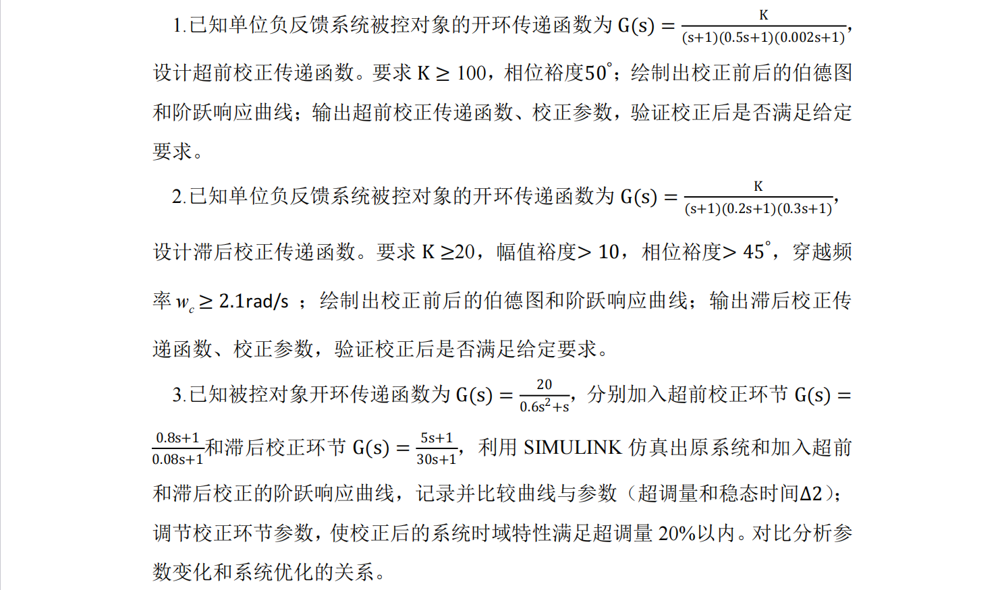 1.已知单位负反馈系统被控对象的开环传递函数为 G(s) = K/((s+1)(0.5s+1)(0.002s+1)),
设计超前校正传递函数。要求 K ≥ 100，相位裕度50°；绘制出校正前后的伯德图
和阶跃响应曲线；输出超前校正传递函数、校正参数，验证校正后是否满足给定
要求。
2.已知单位负反馈系统被控对象的开环传递函数为 G(s) = K/((s+1)(0.2s+1)(0.3s+1)),
设计滞后校正传递函数。要求 K ≥20，幅值裕度> 10，相位裕度> 45°，穿越频
率 w_c ≥ 2.1rad/s ；绘制出校正前后的伯德图和阶跃响应曲线；输出滞后校正传
递函数、校正参数，验证校正后是否满足给定要求。
3.已知被控对象开环传递函数为 G(s) = 20/(0.6s²+s)，分别加入超前校正环节 G(s) =
(0.8s+1)/(0.08s+1)和滞后校正环节 G(s) = (5s+1)/(30s+1)，利用 SIMULINK 仿真出原系统和加入超前
和滞后校正的阶跃响应曲线，记录并比较曲线与参数（超调量和稳态时间Δ2）；
调节校正环节参数，使校正后的系统时域特性满足超调量 20%以内。对比分析参
数变化和系统优化的关系。